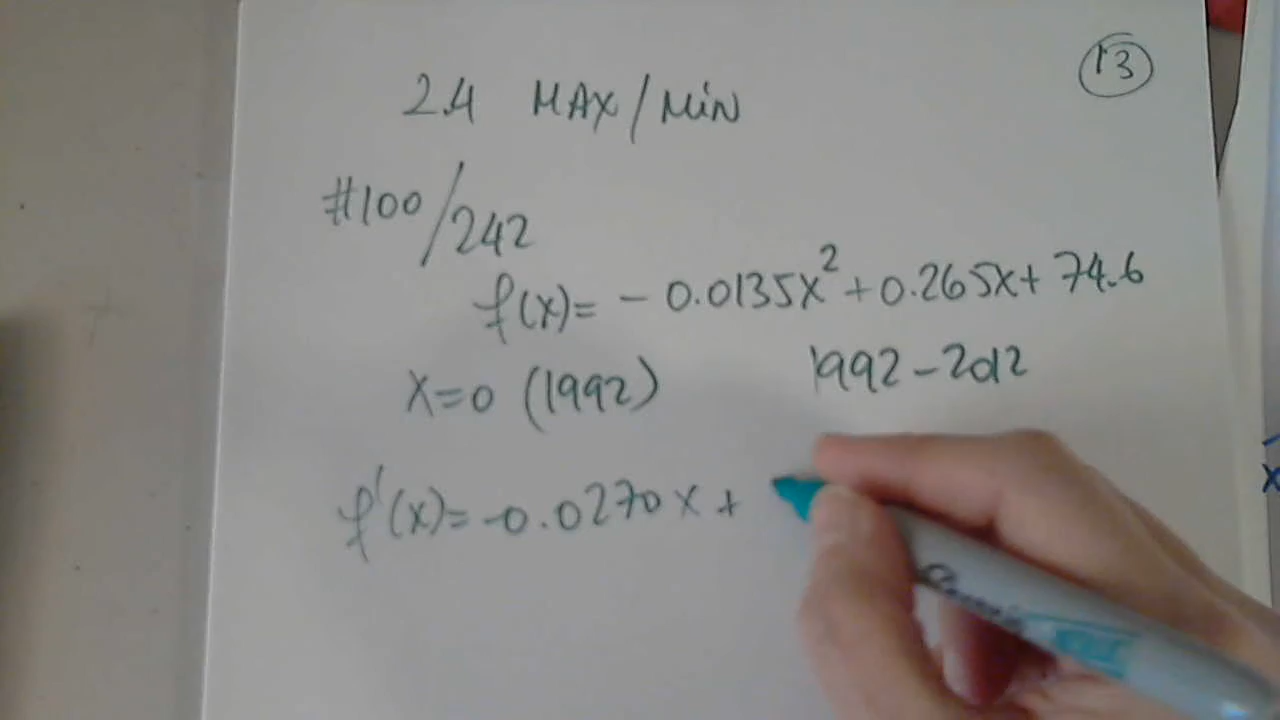 13
2.4 MAX/MiN
#100/242
f(x)= - 0.0135x² + 0.265x + 74.6
x=0 (1992) 1992-2012
f'(x)= -0.0270x +